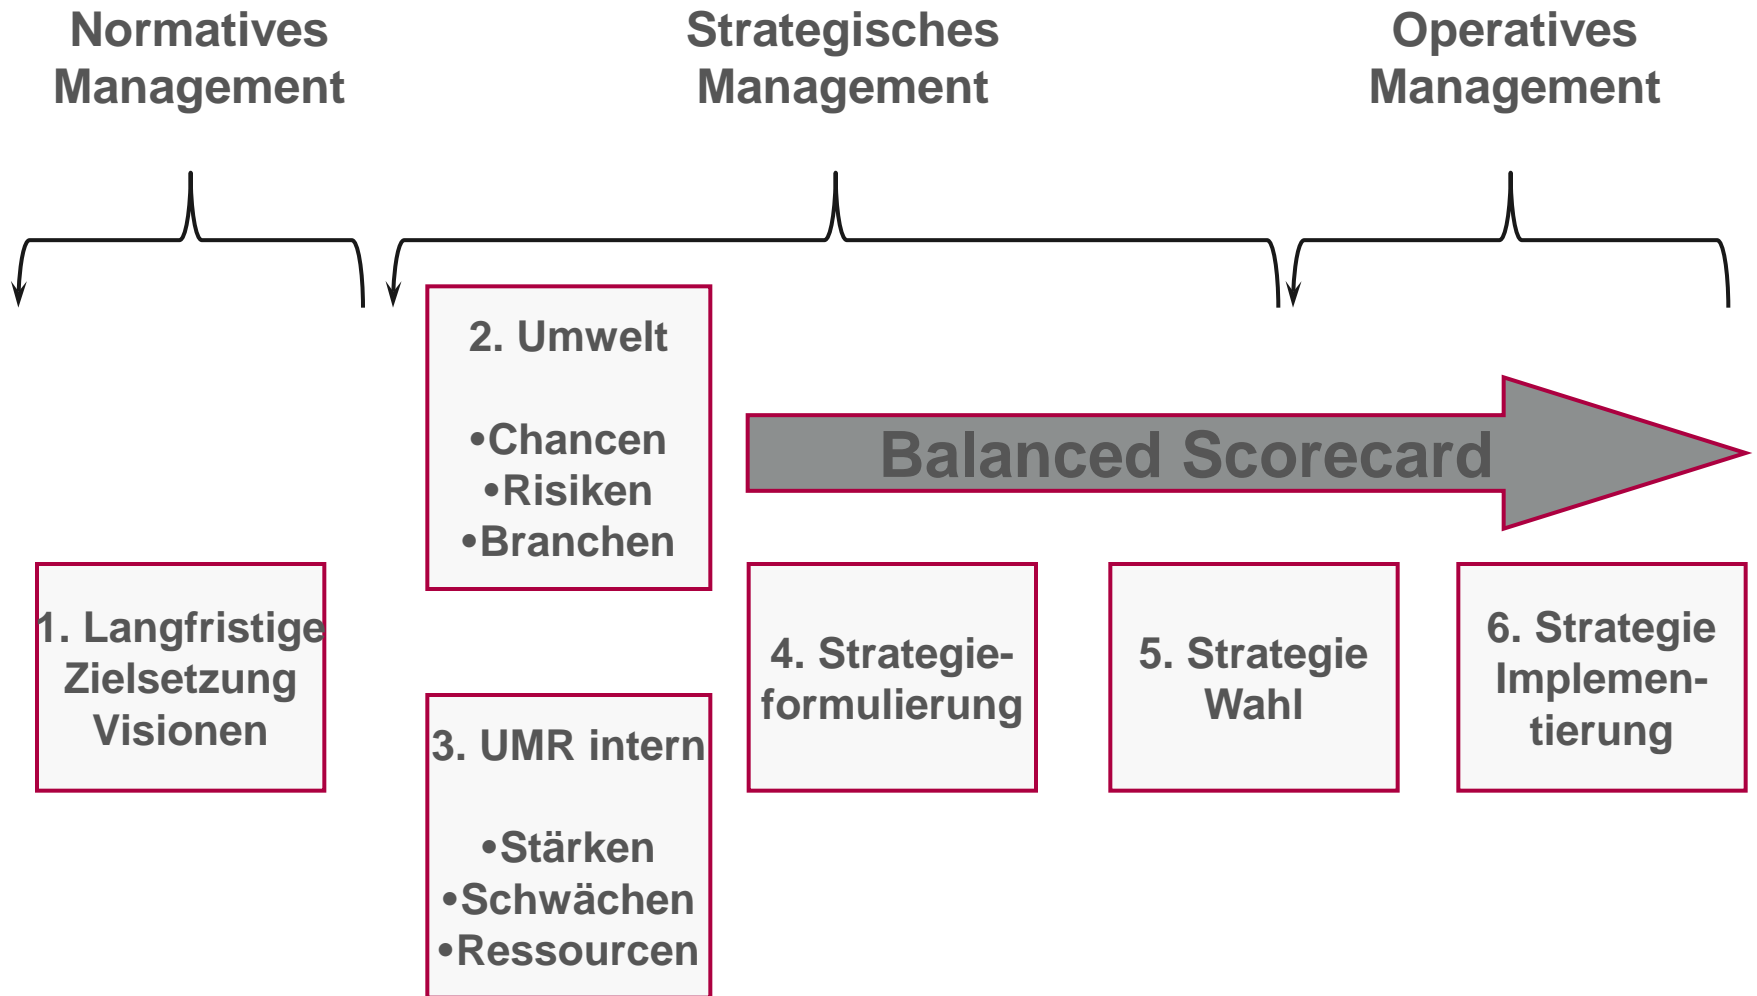 Normatives
Management
Strategisches
Management
Operatives
Management
2. Umwelt
•Chancen
•Risiken
•Branchen
Balanced Scorecard
1. Langfristige
Zielsetzung
Visionen
3. UMR intern
•Stärken
•Schwächen
•Ressourcen
4. Strategie-
formulierung
5. Strategie
Wahl
6. Strategie
Implemen-
tierung